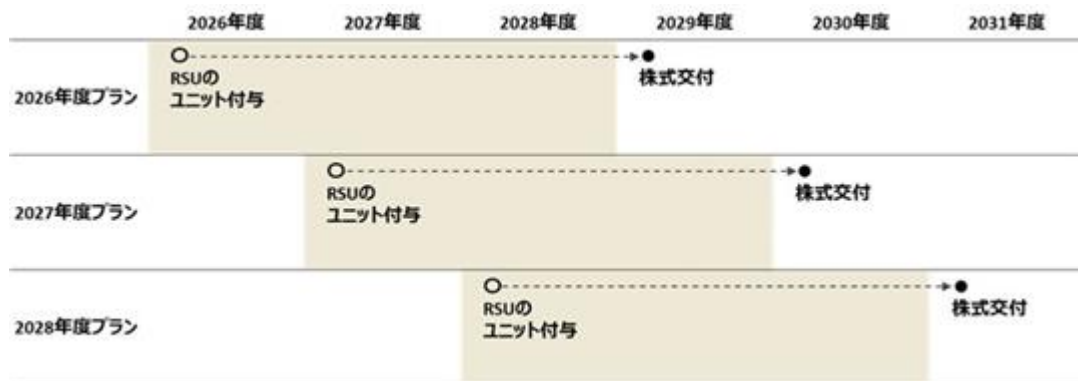 2026年度 2027年度 2028年度 2029年度 2030年度 2031年度
2026年度プラン
RSUの
ユニット付与
株式交付
2027年度プラン
RSUの
ユニット付与
株式交付
2028年度プラン
RSUの
ユニット付与
株式交付